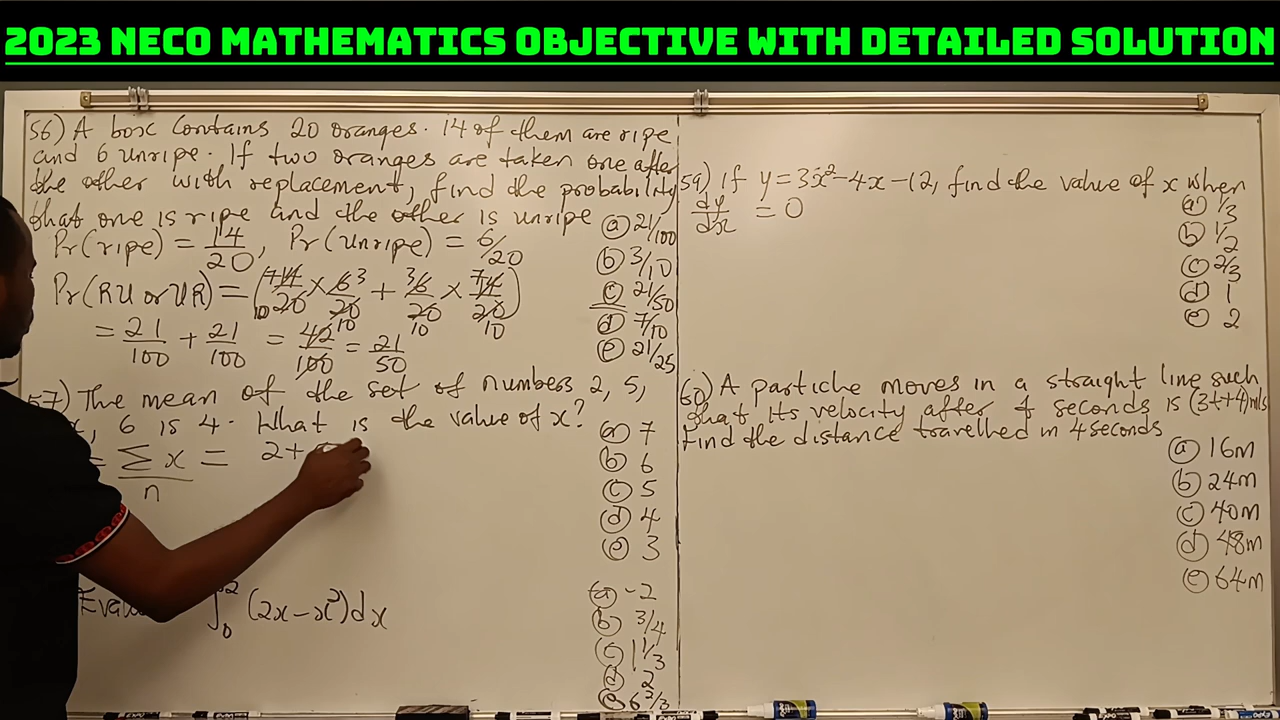 2023 NECO MATHEMATICS OBJECTIVE WITH DETAILED SOLUTION
56) A box contains 20 oranges. 14 of them are ripe
and 6 unripe. If two oranges are taken one after
the other with replacement, find the probability
that one is ripe and the other is unripe
(a) 21/100
Pr(ripe) = 14/20, Pr(unripe) = 6/20
(b) 3/10
Pr(RU or UR) = (14/20 × 6/20 + 6/20 × 14/20)
(c) 21/50
(d) 7/10
= 21/100 + 21/100 = 42/100 = 21/50
(e) 21/25
57) The mean of the set of numbers 2, 5,
x, 6 is 4. What is the value of x?
(a) 7
= Σx/n = 2+
(b) 6
(c) 5
(d) 4
(e) 3
∫₀² (2x-x²)dx
(a) -2
(b) 3/4
(c) 1 1/3
(d) 2
(e) 6 2/3
59) If y = 3x²-4x-12, find the value of x when
dy/dx = 0
(a) 1/3
(b) 1/2
(c) 2/3
(d) 1
(e) 2
60) A particle moves in a straight line such
that its velocity after t seconds is (3t+4)m/s
Find the distance travelled in 4 seconds
(a) 16m
(b) 24m
(c) 40m
(d) 48m
(e) 64m